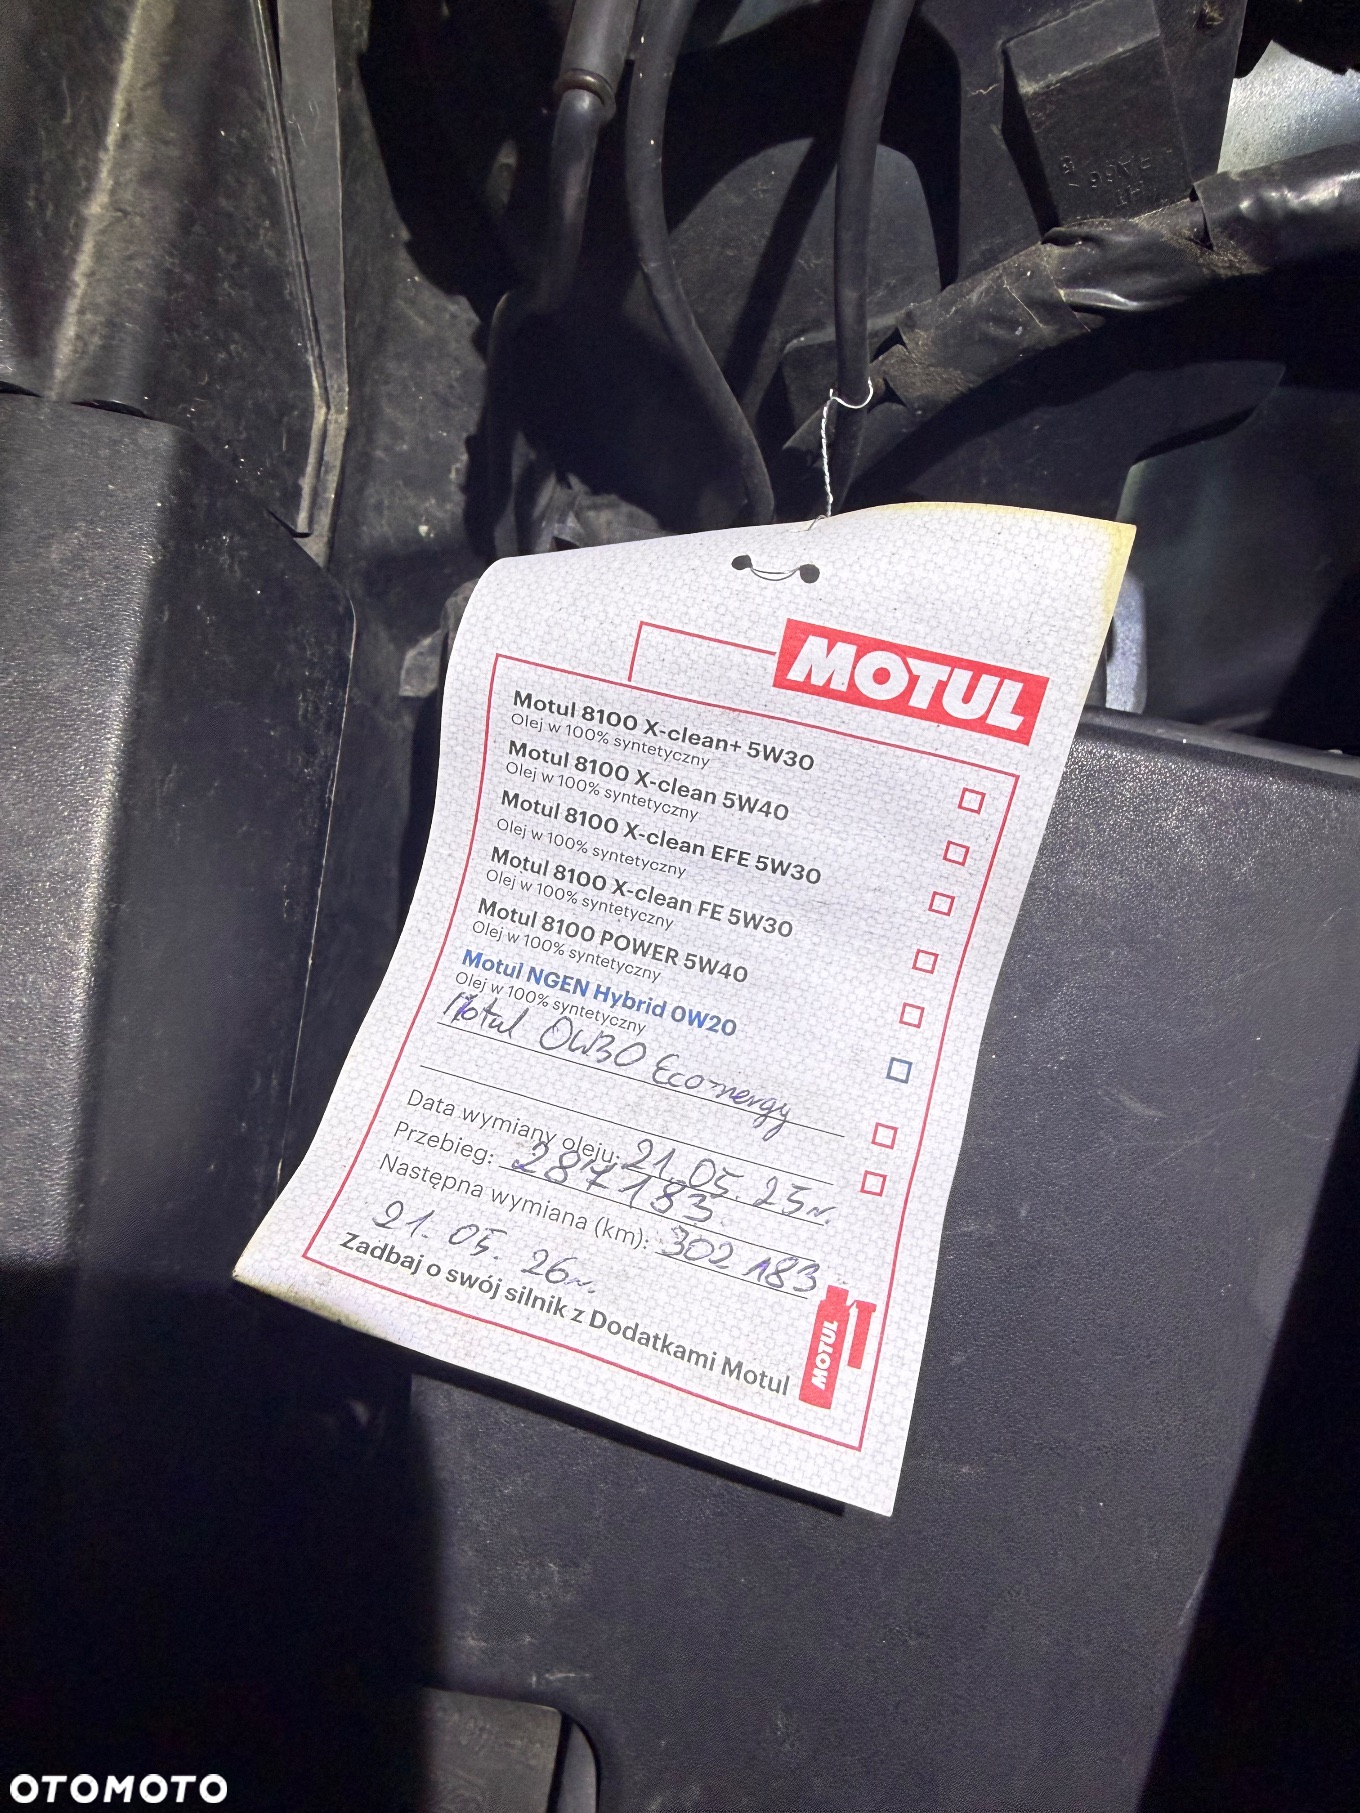 MOTUL
Motul 8100 X-clean+ 5W30
Olej w 100% syntetyczny
Motul 8100 X-clean 5W40
Olej w 100% syntetyczny
Motul 8100 X-clean EFE 5W30
Olej w 100% syntetyczny
Motul 8100 X-clean FE 5W30
Olej w 100% syntetyczny
Motul 8100 POWER 5W40
Olej w 100% syntetyczny
Motul NGEN Hybrid 0W20
Olej w 100% syntetyczny
Motul 0W30 Eco-nergy
Data wymiany oleju: 21.05.25r.
Przebieg: 287183
Następna wymiana (km): 302183
21.05.26r.
Zadbaj o swój silnik z Dodatkami Motul
MOTUL
OTOMOTO